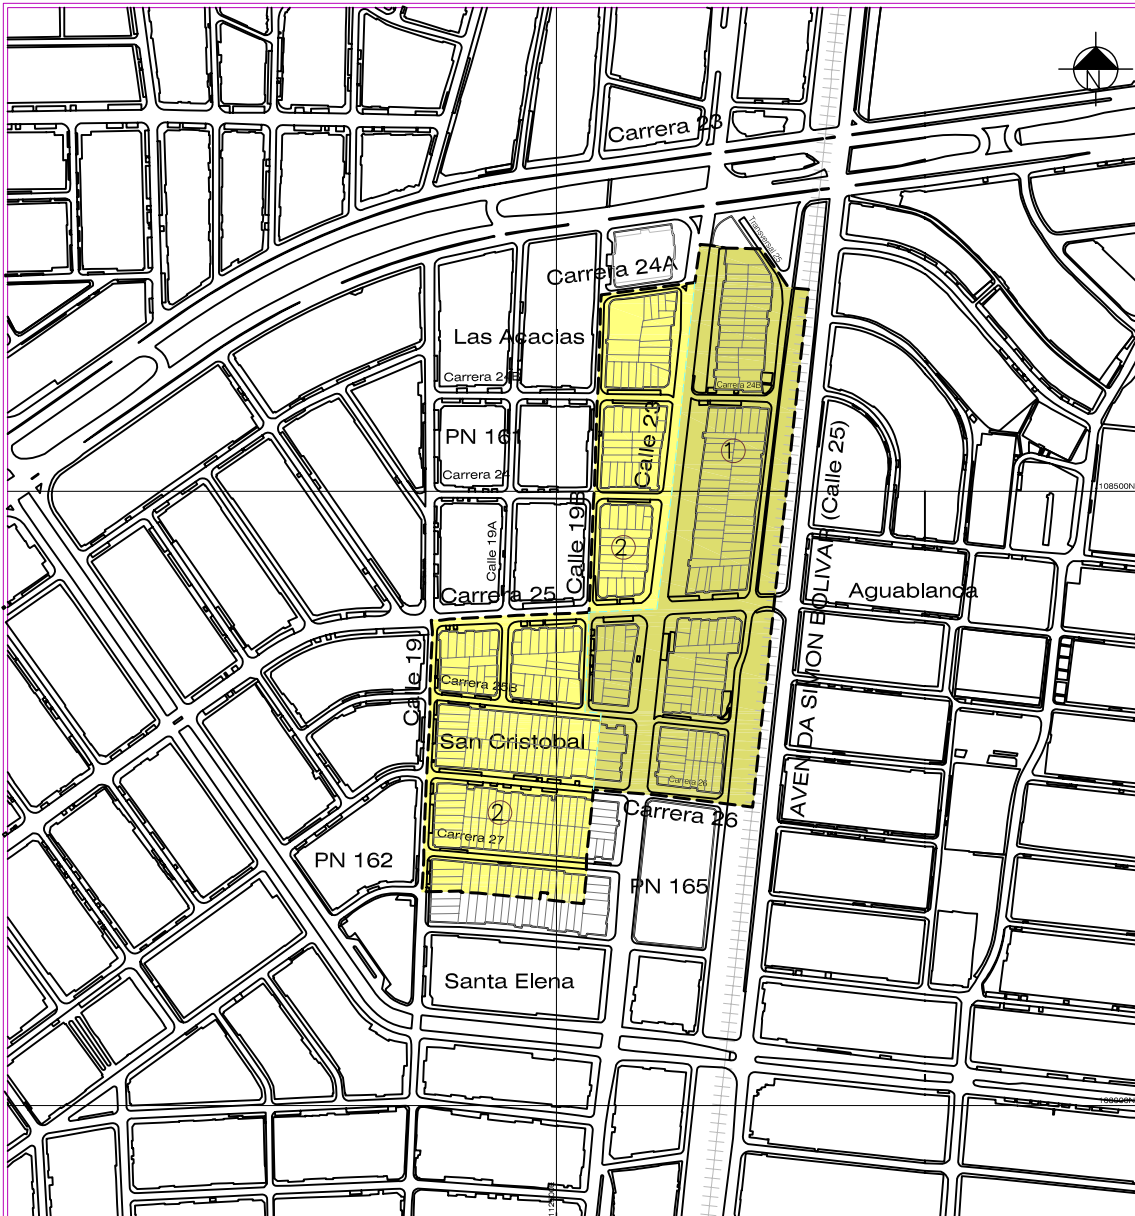 N
Carrera 23
Transversal 25
Carrera 24A
Las Acacias
Carrera 24B
Carrera 24B
PN 161
Calle 23
1
Carrera 24
108500N
Calle 19A
Calle 19B
2
AVENIDA SIMON BOLIVAR (Calle 25)
Carrera 25
Aguablanca
Calle 19
Carrera 25B
San Cristobal
Carrera 26
2
Carrera 26
Carrera 27
PN 162
PN 165
Santa Elena
108000N